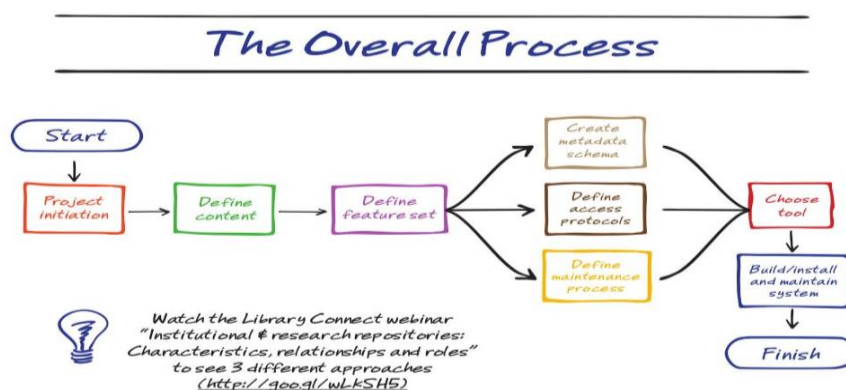 The Overall Process
Start
Project
initiation
Define
content
Define
feature set
Create
metadata
schema
Define
access
protocols
Define
maintenance
process
Choose
tool
Build/install
and maintain
system
Finish
Watch the Library Connect webinar
"Institutional & research repositories:
Characteristics, relationships and roles"
to see 3 different approaches
(http://goo.gl/wLk5H5)